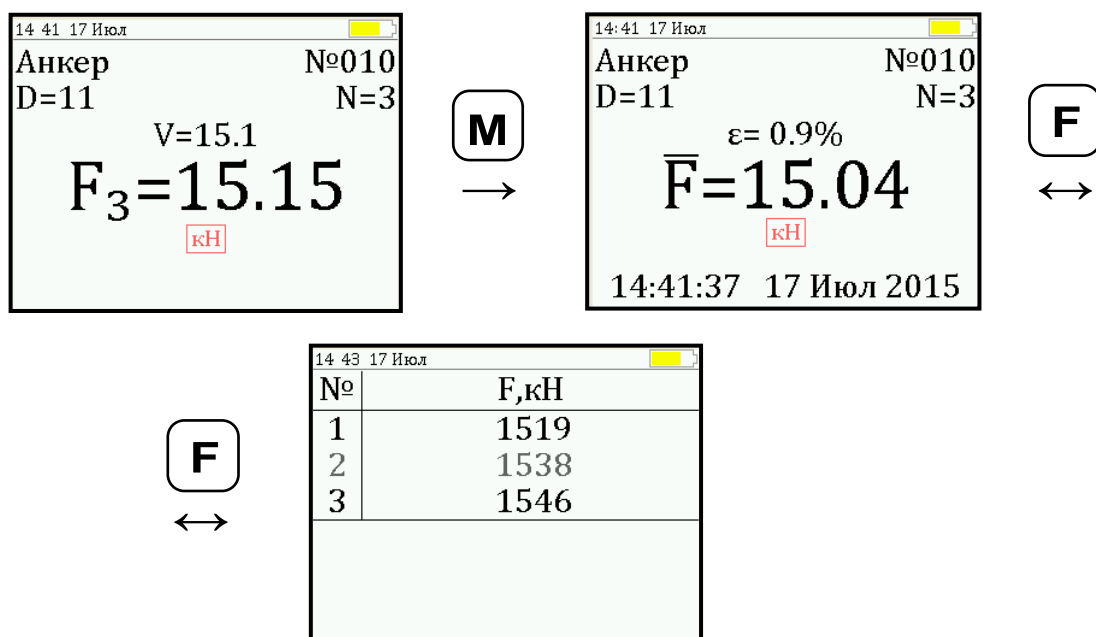 14 41 17 Июл
Анкер №010
D=11 N=3
V=15.1
F₃=15.15
кН
M
→
14:41 17 Июл
Анкер №010
D=11 N=3
ε= 0.9%
F̅=15.04
кН
14:41:37 17 Июл 2015
F
↔
F
↔
14 43 17 Июл
№ F,кН
1 1519
2 1538
3 1546